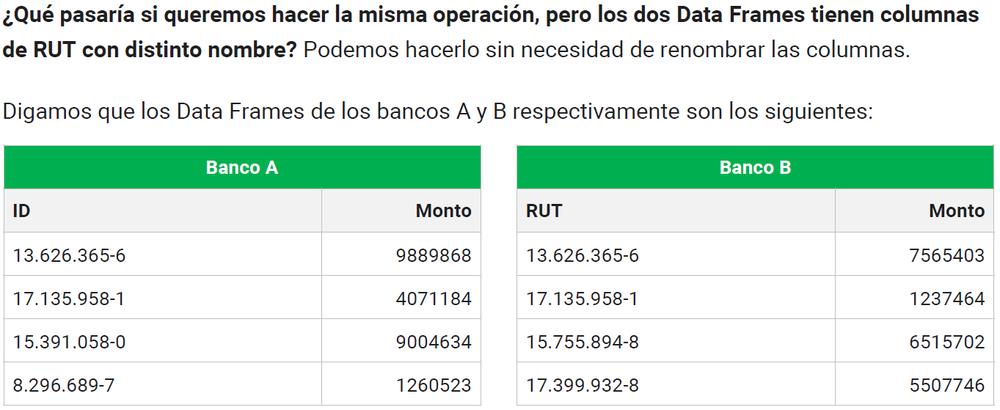 ¿Qué pasaría si queremos hacer la misma operación, pero los dos Data Frames tienen columnas
de RUT con distinto nombre? Podemos hacerlo sin necesidad de renombrar las columnas.
Digamos que los Data Frames de los bancos A y B respectivamente son los siguientes:
Banco A
ID Monto
13.626.365-6 9889868
17.135.958-1 4071184
15.391.058-0 9004634
8.296.689-7 1260523
Banco B
RUT Monto
13.626.365-6 7565403
17.135.958-1 1237464
15.755.894-8 6515702
17.399.932-8 5507746